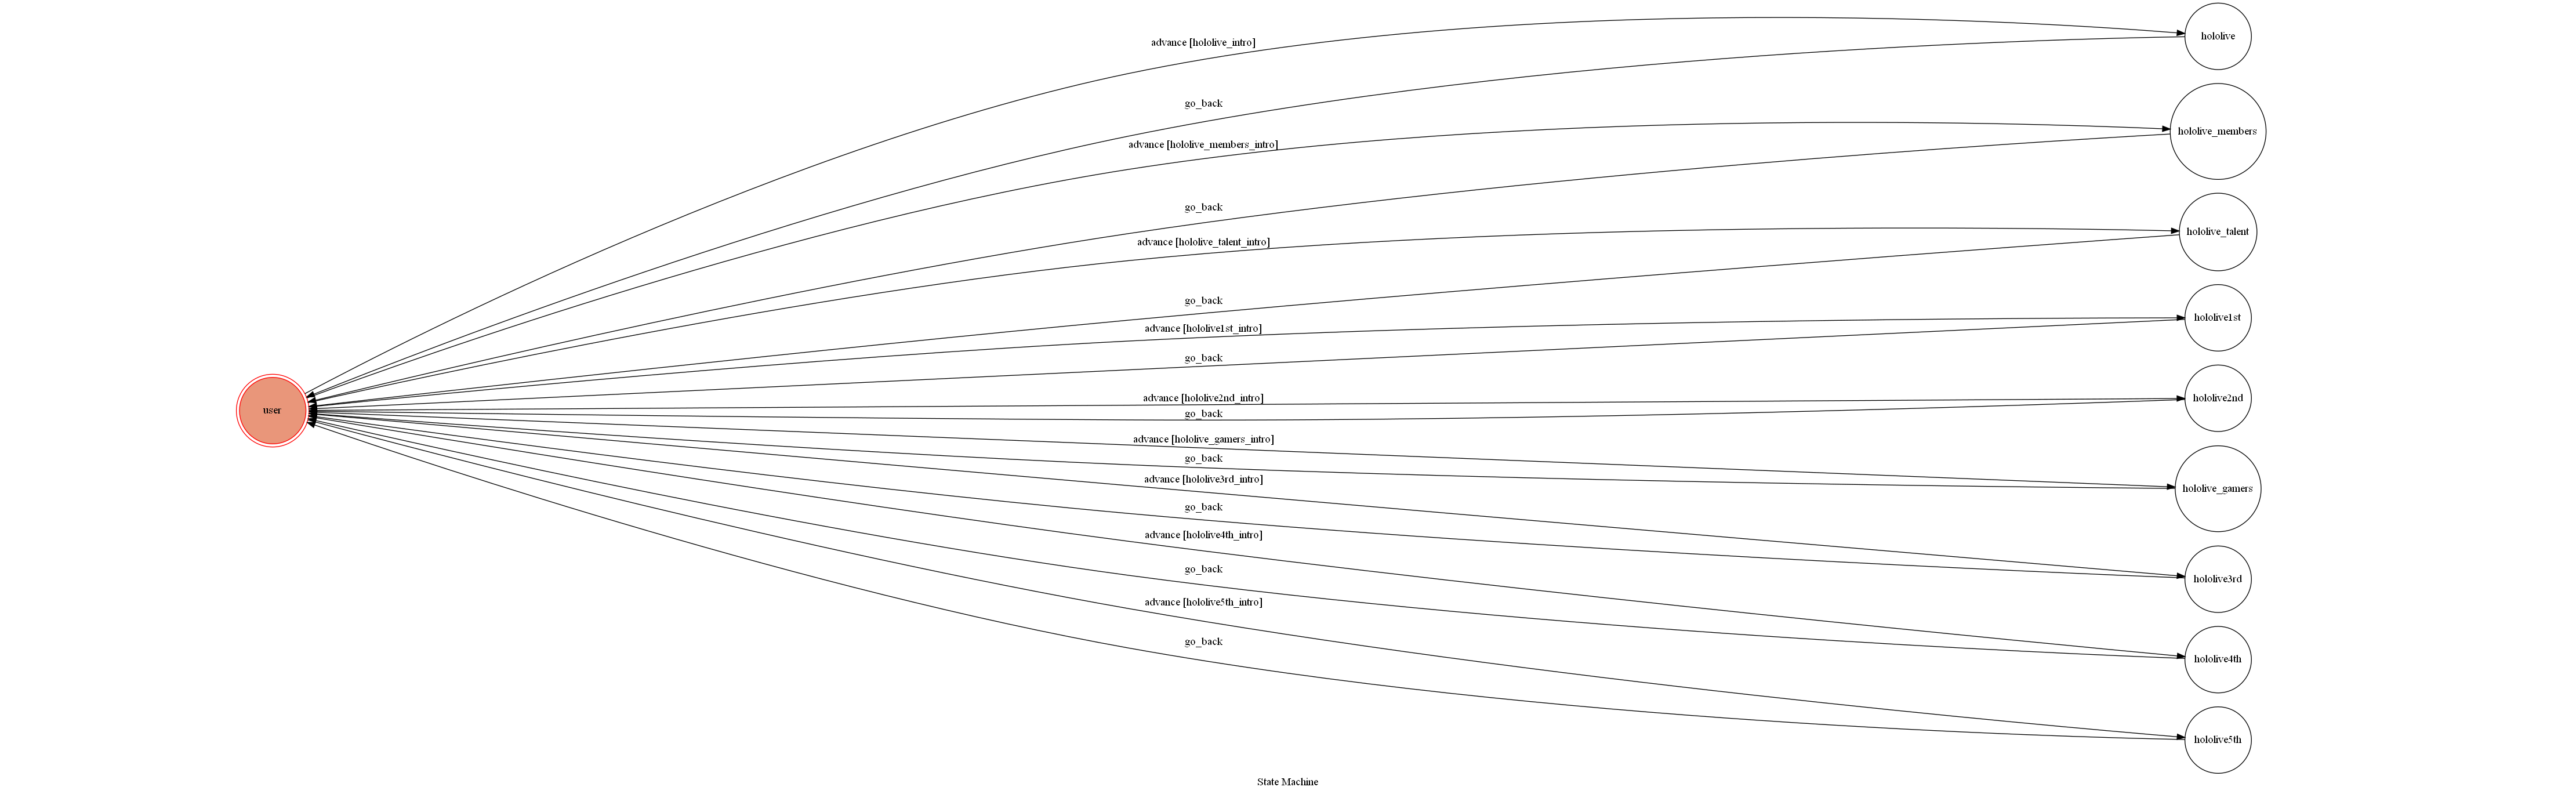 advance [hololive_intro]
hololive
go_back
advance [hololive_members_intro]
hololive_members
go_back
advance [hololive_talent_intro]
hololive_talent
go_back
advance [hololive1st_intro]
hololive1st
go_back
advance [hololive2nd_intro]
hololive2nd
user
go_back
advance [hololive_gamers_intro]
go_back
hololive_gamers
advance [hololive3rd_intro]
go_back
hololive3rd
advance [hololive4th_intro]
go_back
hololive4th
advance [hololive5th_intro]
go_back
hololive5th
State Machine